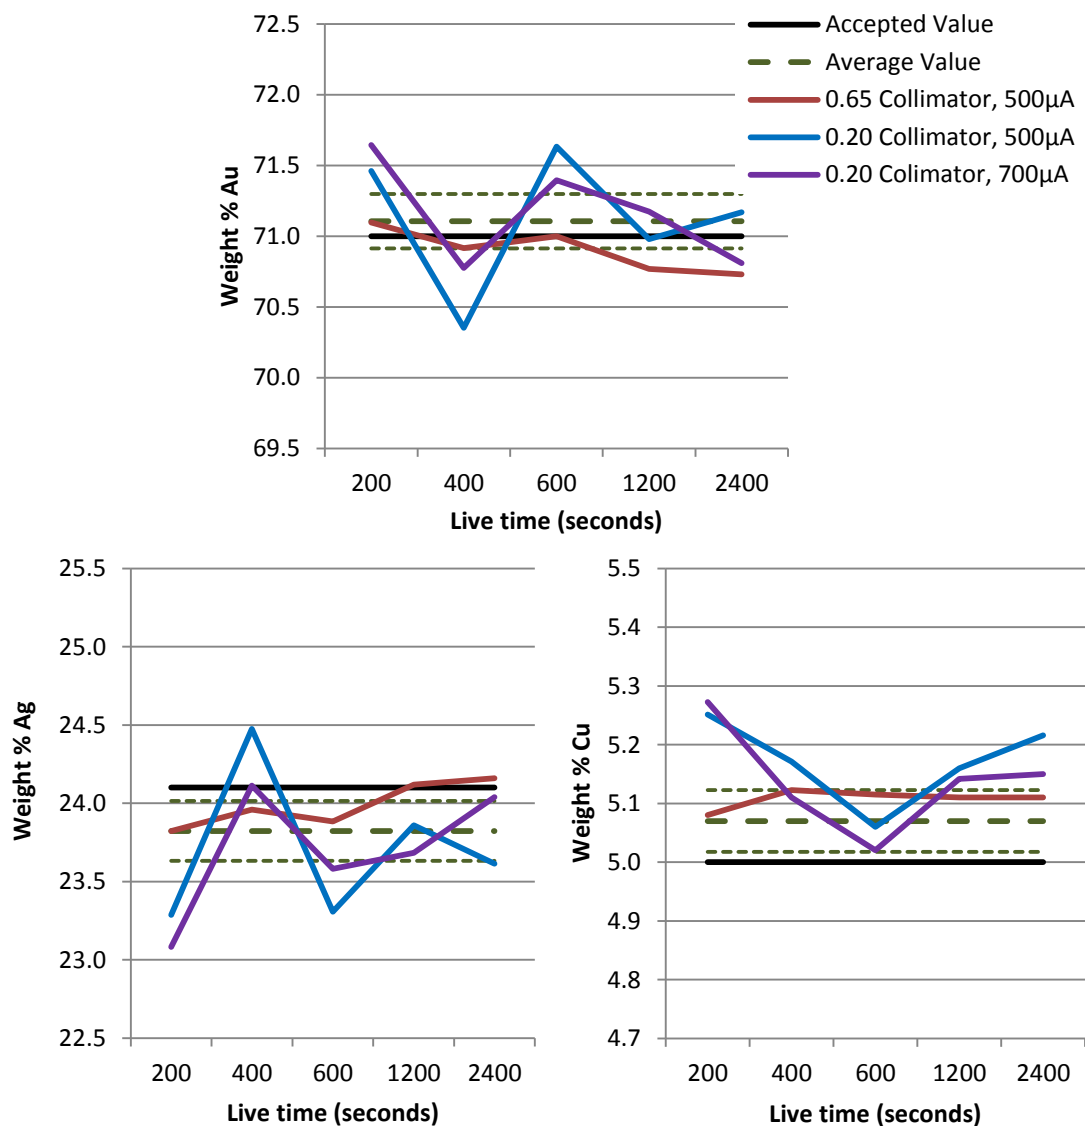 72.5
72.0
71.5
71.0
70.5
70.0
69.5
Weight % Au
200 400 600 1200 2400
Live time (seconds)
Accepted Value
Average Value
0.65 Collimator, 500µA
0.20 Collimator, 500µA
0.20 Colimator, 700µA
25.5
25.0
24.5
24.0
23.5
23.0
22.5
Weight % Ag
200 400 600 1200 2400
Live time (seconds)
5.5
5.4
5.3
5.2
5.1
5.0
4.9
4.8
4.7
Weight % Cu
200 400 600 1200 2400
Live time (seconds)